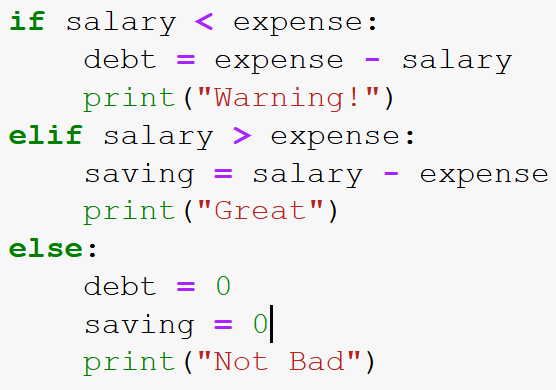 if salary < expense:
    debt = expense - salary
    print("Warning!")
elif salary > expense:
    saving = salary - expense
    print("Great")
else:
    debt = 0
    saving = 0
    print("Not Bad")